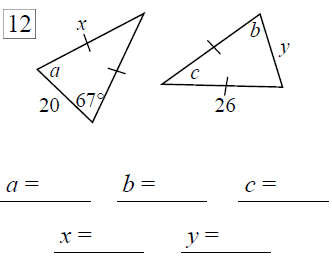 12
x
b
y
a
c
20
67°
26
a =
b =
c =
x =
y =